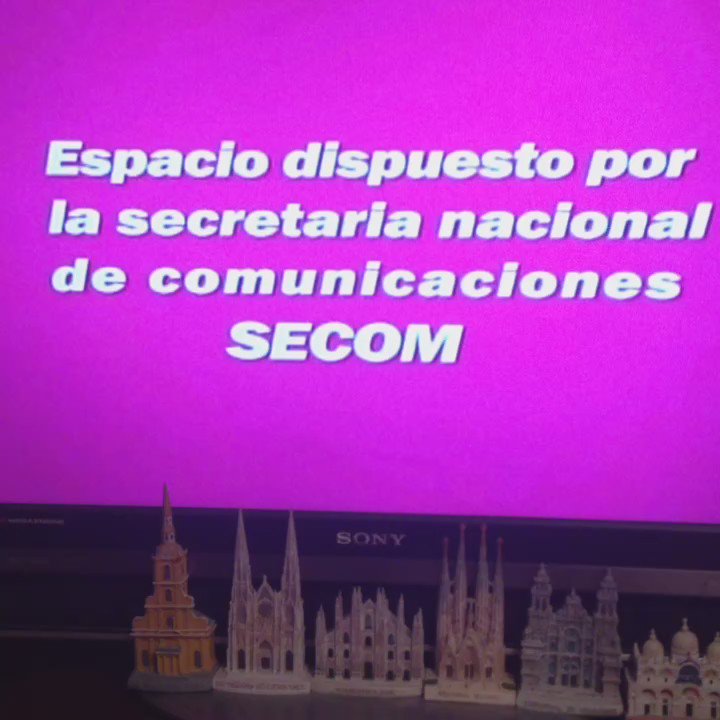 Espacio dispuesto por
la secretaria nacional
de comunicaciones
SECOM
SONY